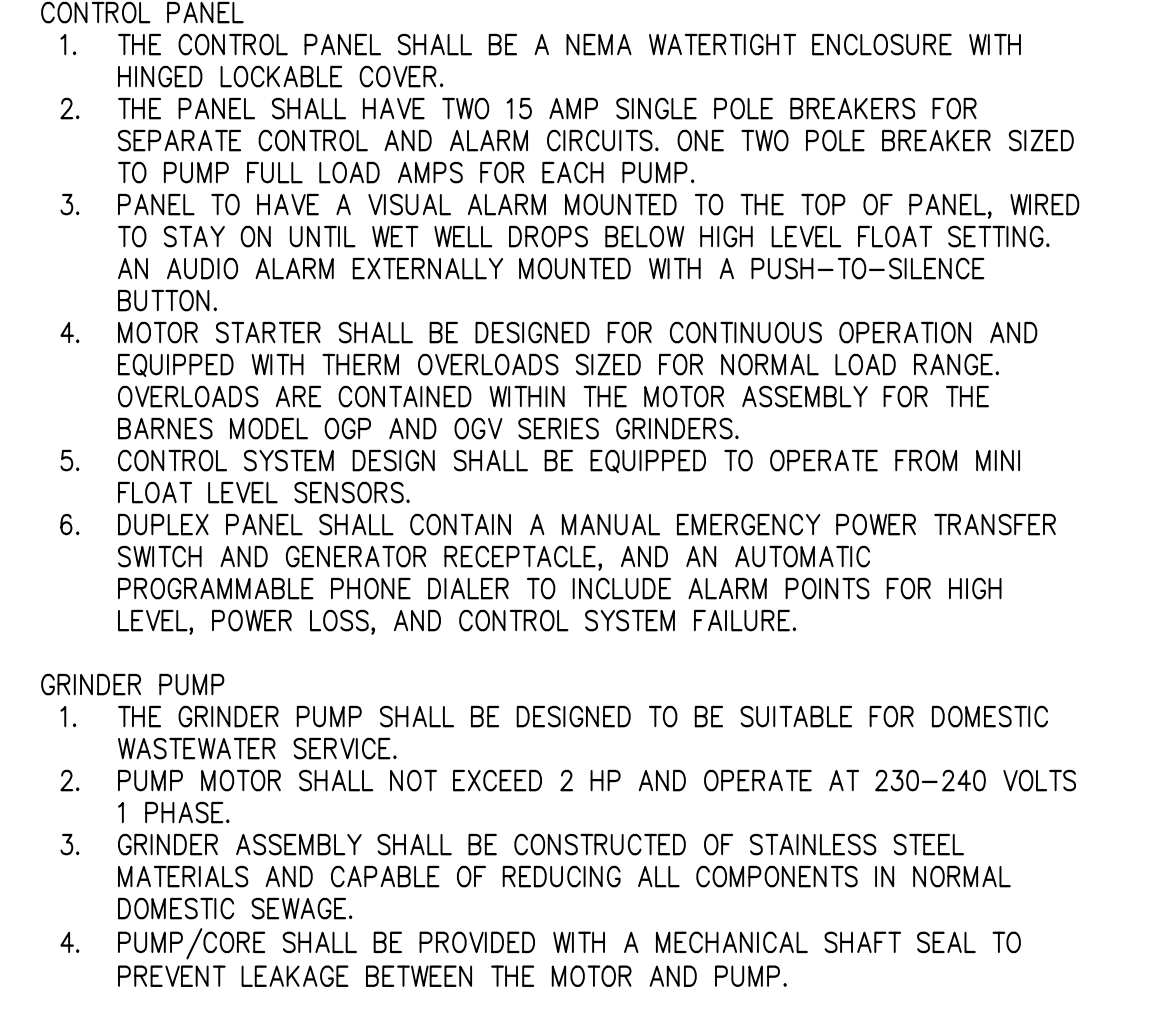 CONTROL PANEL
1. THE CONTROL PANEL SHALL BE A NEMA WATERTIGHT ENCLOSURE WITH
HINGED LOCKABLE COVER.
2. THE PANEL SHALL HAVE TWO 15 AMP SINGLE POLE BREAKERS FOR
SEPARATE CONTROL AND ALARM CIRCUITS. ONE TWO POLE BREAKER SIZED
TO PUMP FULL LOAD AMPS FOR EACH PUMP.
3. PANEL TO HAVE A VISUAL ALARM MOUNTED TO THE TOP OF PANEL, WIRED
TO STAY ON UNTIL WET WELL DROPS BELOW HIGH LEVEL FLOAT SETTING.
AN AUDIO ALARM EXTERNALLY MOUNTED WITH A PUSH-TO-SILENCE
BUTTON.
4. MOTOR STARTER SHALL BE DESIGNED FOR CONTINUOUS OPERATION AND
EQUIPPED WITH THERM OVERLOADS SIZED FOR NORMAL LOAD RANGE.
OVERLOADS ARE CONTAINED WITHIN THE MOTOR ASSEMBLY FOR THE
BARNES MODEL OGP AND OGV SERIES GRINDERS.
5. CONTROL SYSTEM DESIGN SHALL BE EQUIPPED TO OPERATE FROM MINI
FLOAT LEVEL SENSORS.
6. DUPLEX PANEL SHALL CONTAIN A MANUAL EMERGENCY POWER TRANSFER
SWITCH AND GENERATOR RECEPTACLE, AND AN AUTOMATIC
PROGRAMMABLE PHONE DIALER TO INCLUDE ALARM POINTS FOR HIGH
LEVEL, POWER LOSS, AND CONTROL SYSTEM FAILURE.
GRINDER PUMP
1. THE GRINDER PUMP SHALL BE DESIGNED TO BE SUITABLE FOR DOMESTIC
WASTEWATER SERVICE.
2. PUMP MOTOR SHALL NOT EXCEED 2 HP AND OPERATE AT 230-240 VOLTS
1 PHASE.
3. GRINDER ASSEMBLY SHALL BE CONSTRUCTED OF STAINLESS STEEL
MATERIALS AND CAPABLE OF REDUCING ALL COMPONENTS IN NORMAL
DOMESTIC SEWAGE.
4. PUMP/CORE SHALL BE PROVIDED WITH A MECHANICAL SHAFT SEAL TO
PREVENT LEAKAGE BETWEEN THE MOTOR AND PUMP.